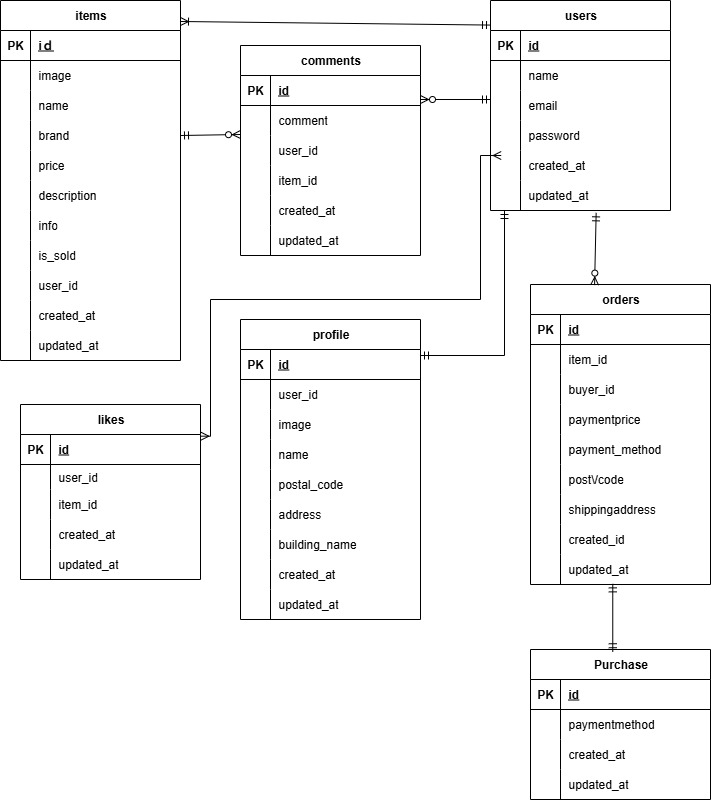 items
PK id
image
name
brand
price
description
info
is_sold
user_id
created_at
updated_at
comments
PK id
comment
user_id
item_id
created_at
updated_at
users
PK id
name
email
password
created_at
updated_at
profile
PK id
user_id
image
name
postal_code
address
building_name
created_at
updated_at
likes
PK id
user_id
item_id
created_at
updated_at
orders
PK id
item_id
buyer_id
paymentprice
payment_method
post\/code
shippingaddress
created_id
updated_at
Purchase
PK id
paymentmethod
created_at
updated_at